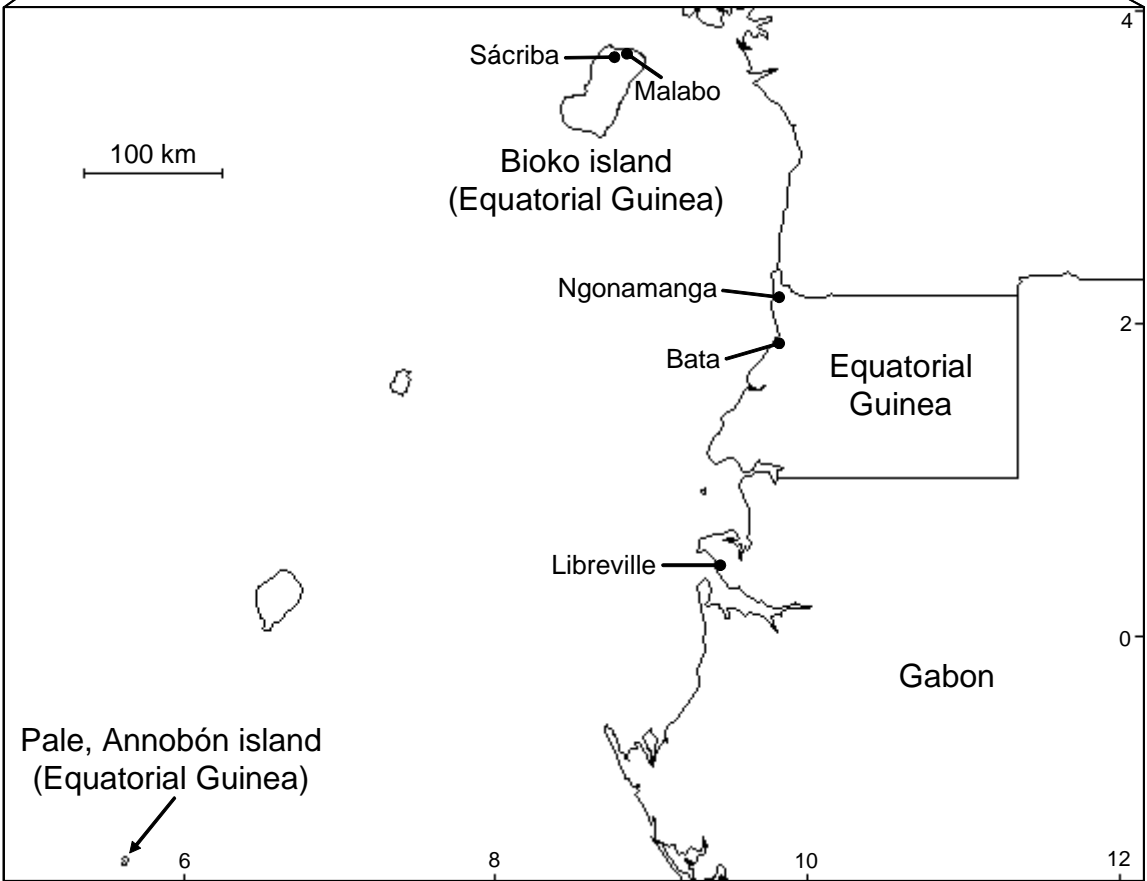 4
Sácriba
Malabo
100 km
Bioko island
(Equatorial Guinea)
Ngonamanga
2
Bata
Equatorial
Guinea
Libreville
0
Gabon
Pale, Annobón island
(Equatorial Guinea)
6
8
10
12